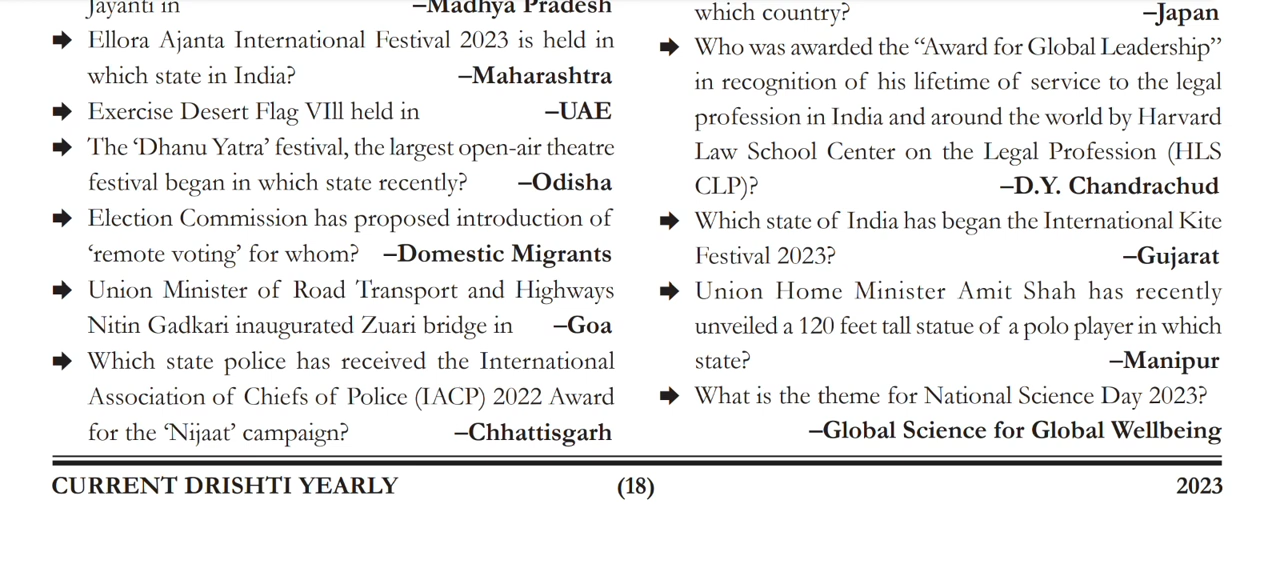 Jayanti in –Madhya Pradesh
➡ Ellora Ajanta International Festival 2023 is held in
which state in India? –Maharashtra
➡ Exercise Desert Flag VIll held in –UAE
➡ The ‘Dhanu Yatra’ festival, the largest open-air theatre
festival began in which state recently? –Odisha
➡ Election Commission has proposed introduction of
‘remote voting’ for whom? –Domestic Migrants
➡ Union Minister of Road Transport and Highways
Nitin Gadkari inaugurated Zuari bridge in –Goa
➡ Which state police has received the International
Association of Chiefs of Police (IACP) 2022 Award
for the ‘Nijaat’ campaign? –Chhattisgarh
which country? –Japan
➡ Who was awarded the “Award for Global Leadership”
in recognition of his lifetime of service to the legal
profession in India and around the world by Harvard
Law School Center on the Legal Profession (HLS
CLP)? –D.Y. Chandrachud
➡ Which state of India has began the International Kite
Festival 2023? –Gujarat
➡ Union Home Minister Amit Shah has recently
unveiled a 120 feet tall statue of a polo player in which
state? –Manipur
➡ What is the theme for National Science Day 2023?
–Global Science for Global Wellbeing
CURRENT DRISHTI YEARLY (18) 2023